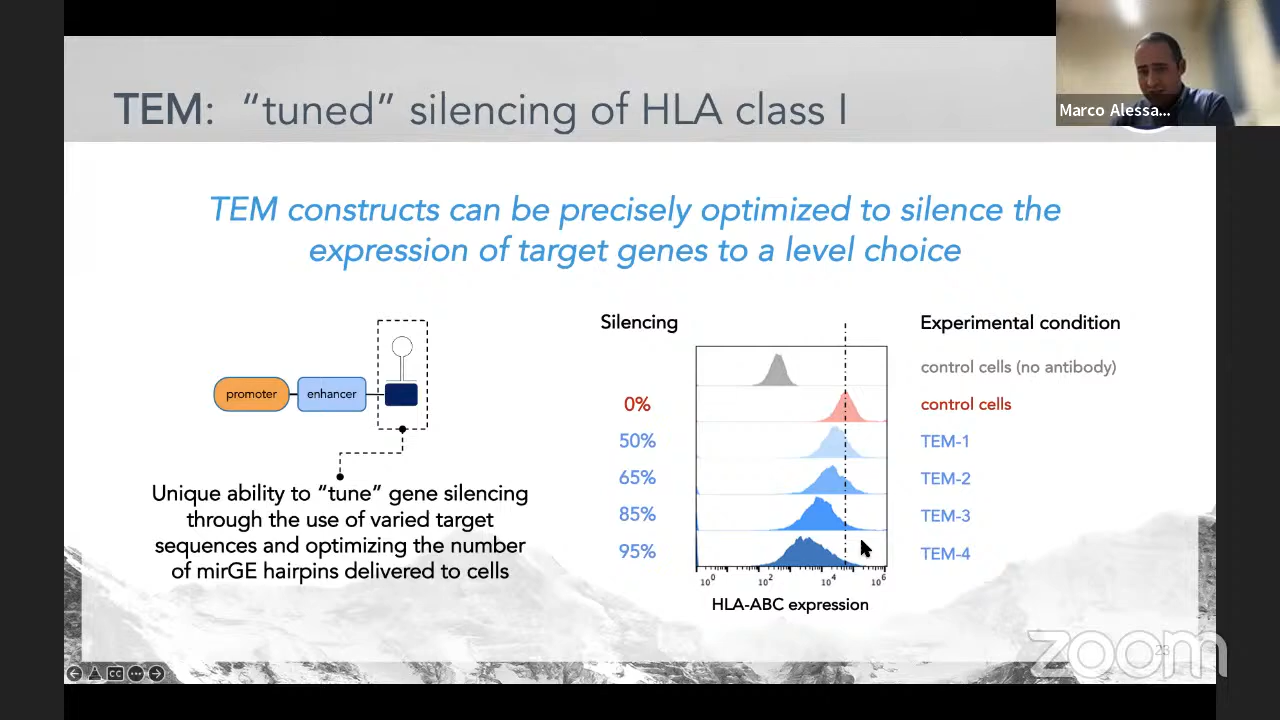 Marco Alessa...
TEM: “tuned” silencing of HLA class I
TEM constructs can be precisely optimized to silence the
expression of target genes to a level choice
promoter
enhancer
Unique ability to “tune” gene silencing
through the use of varied target
sequences and optimizing the number
of mirGE hairpins delivered to cells
Silencing
0%
50%
65%
85%
95%
10⁰ 10² 10⁴ 10⁶
HLA-ABC expression
Experimental condition
control cells (no antibody)
control cells
TEM-1
TEM-2
TEM-3
TEM-4
CC
zoom
23